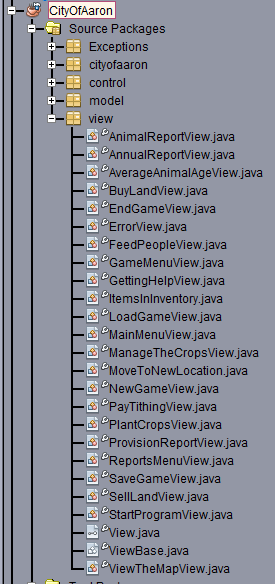 CityOfAaron
Source Packages
Exceptions
cityofaaron
control
model
view
AnimalReportView.java
AnnualReportView.java
AverageAnimalAgeView.java
BuyLandView.java
EndGameView.java
ErrorView.java
FeedPeopleView.java
GameMenuView.java
GettingHelpView.java
ItemsInInventory.java
LoadGameView.java
MainMenuView.java
ManageTheCropsView.java
MoveToNewLocation.java
NewGameView.java
PayTithingView.java
PlantCropsView.java
ProvisionReportView.java
ReportsMenuView.java
SaveGameView.java
SellLandView.java
StartProgramView.java
View.java
ViewBase.java
ViewTheMapView.java